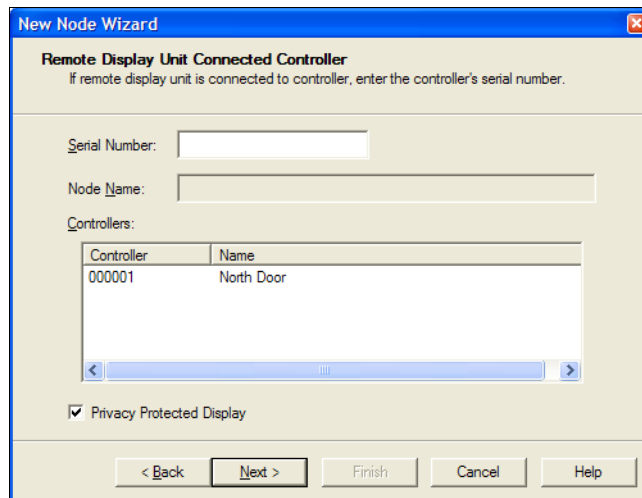 New Node Wizard
Remote Display Unit Connected Controller
If remote display unit is connected to controller, enter the controller's serial number.
Serial Number:
Node Name:
Controllers:
Controller Name
000001 North Door
Privacy Protected Display
< Back Next > Finish Cancel Help